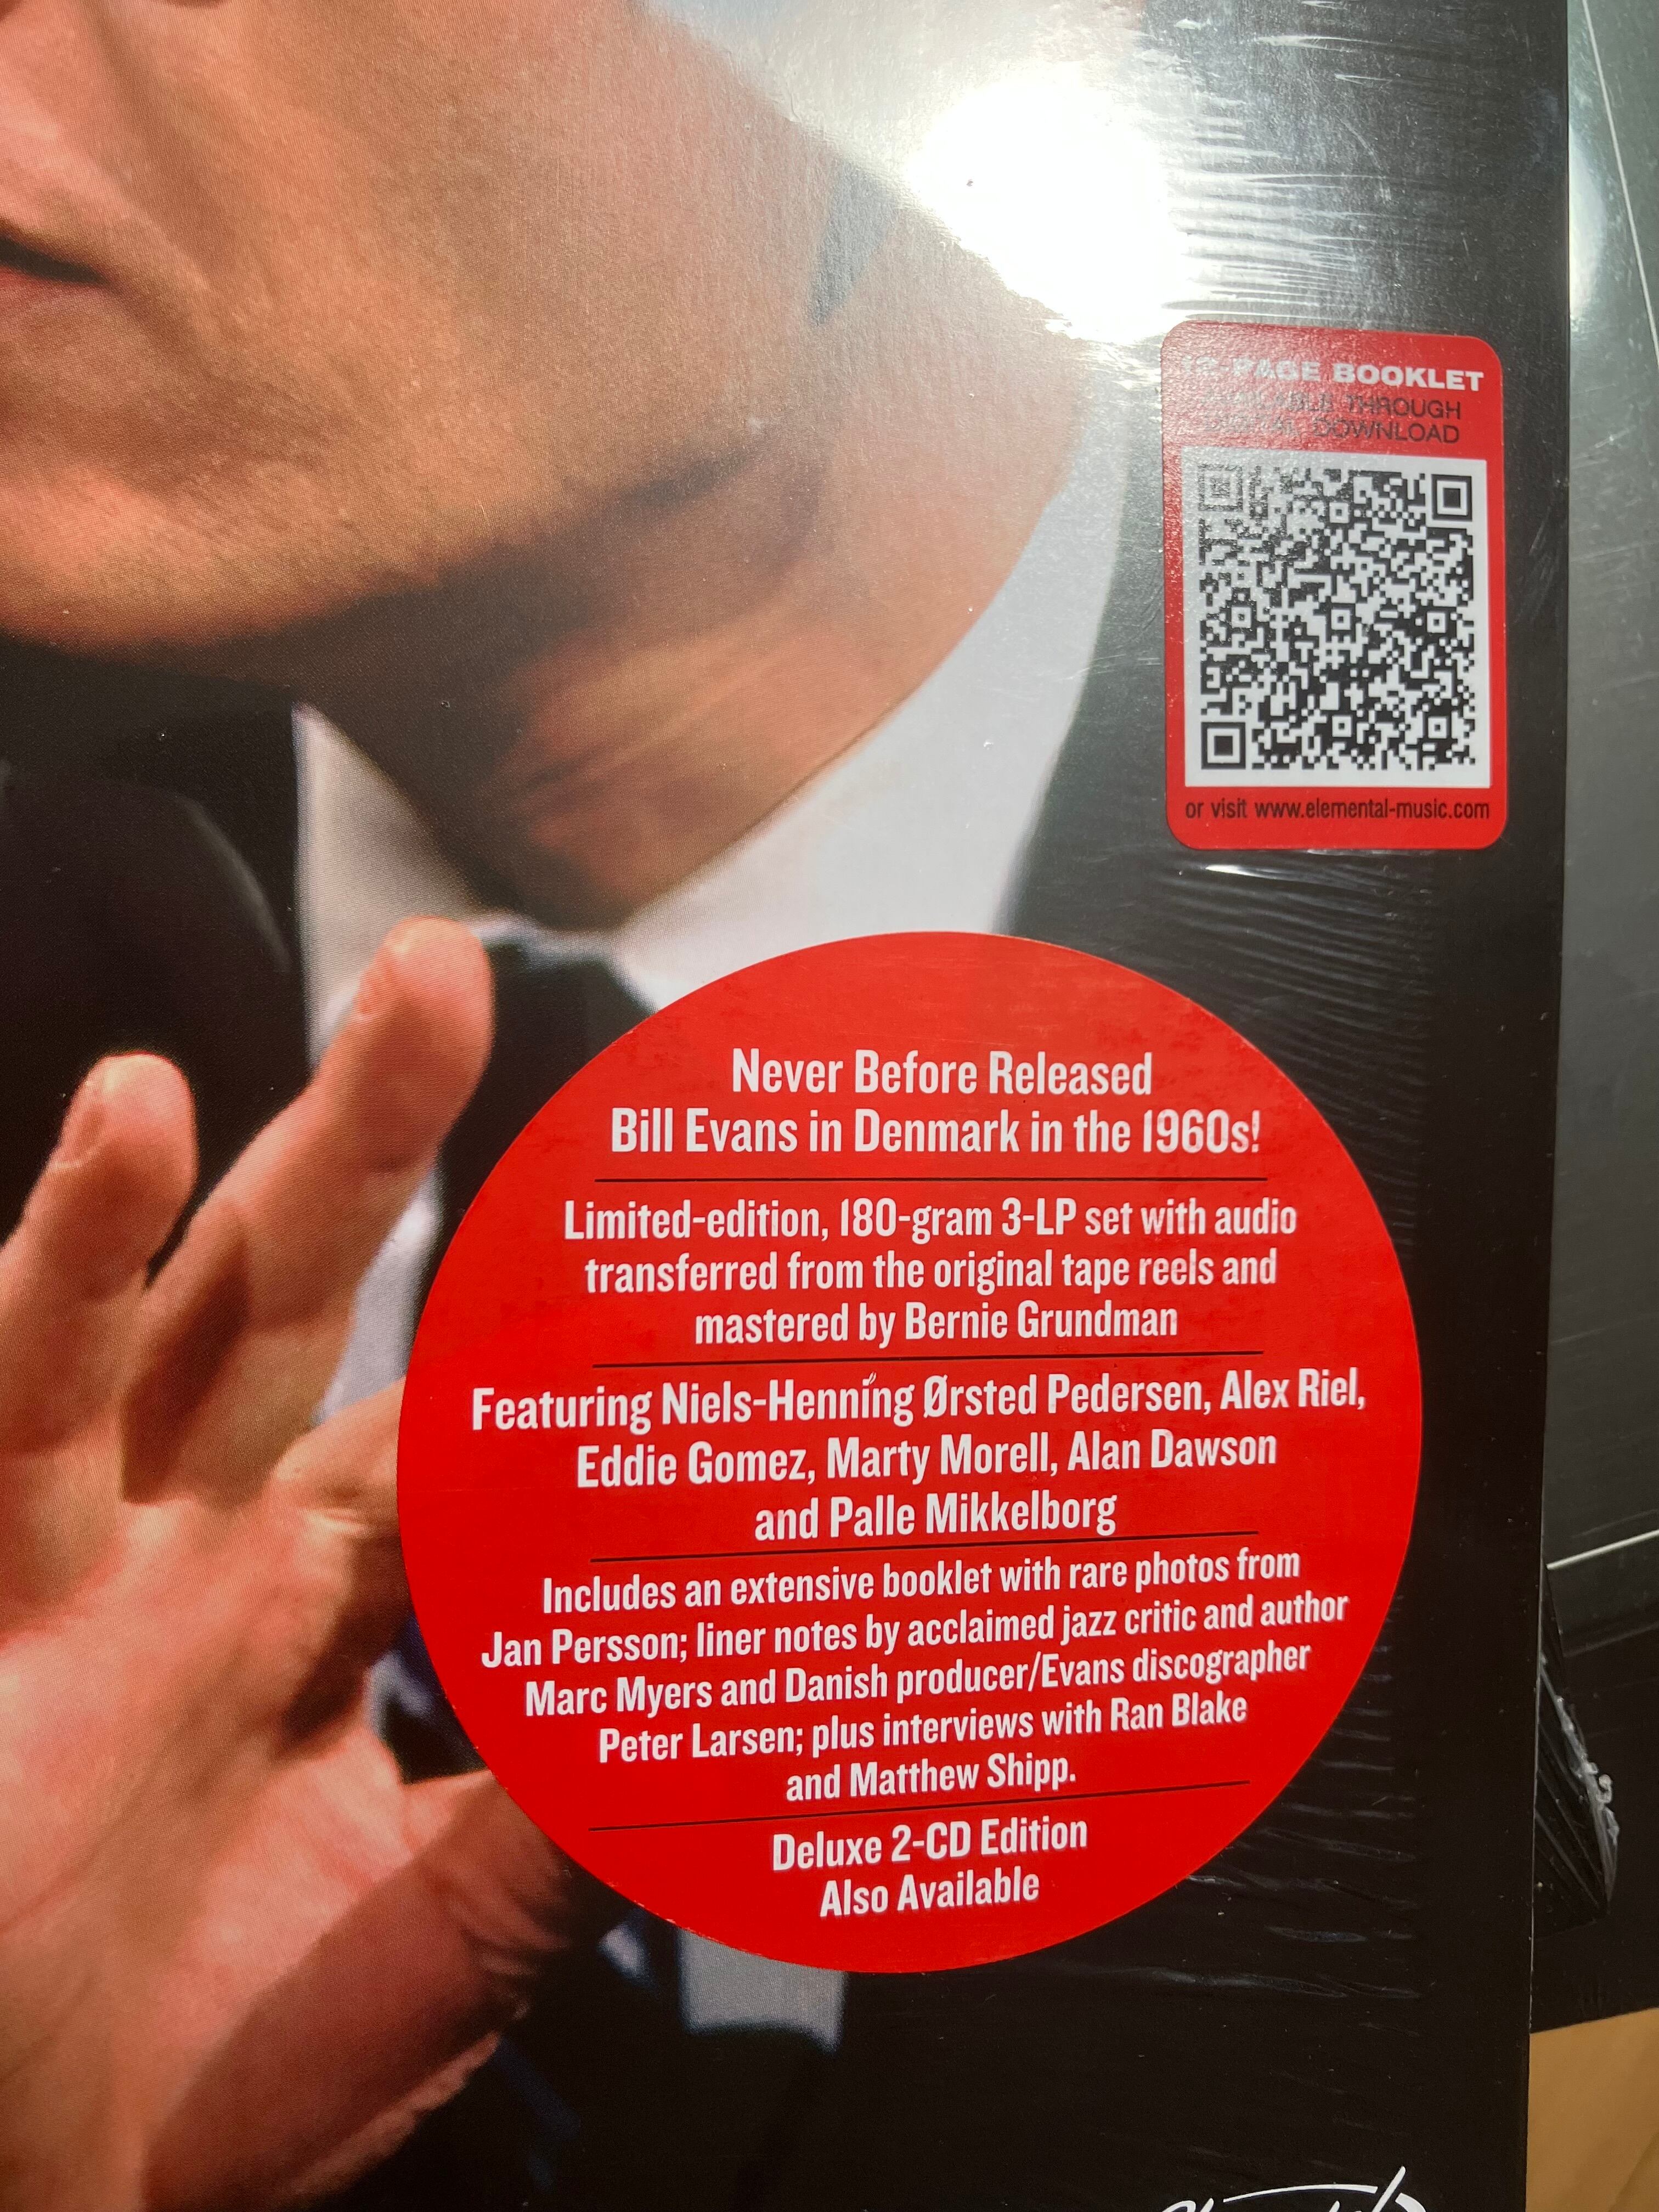 12-PAGE BOOKLET
AVAILABLE THROUGH
DIGITAL DOWNLOAD
or visit www.elemental-music.com
Never Before Released
Bill Evans in Denmark in the 1960s!
Limited-edition, 180-gram 3-LP set with audio
transferred from the original tape reels and
mastered by Bernie Grundman
Featuring Niels-Henning Ørsted Pedersen, Alex Riel,
Eddie Gomez, Marty Morell, Alan Dawson
and Palle Mikkelborg
Includes an extensive booklet with rare photos from
Jan Persson; liner notes by acclaimed jazz critic and author
Marc Myers and Danish producer/Evans discographer
Peter Larsen; plus interviews with Ran Blake
and Matthew Shipp.
Deluxe 2-CD Edition
Also Available